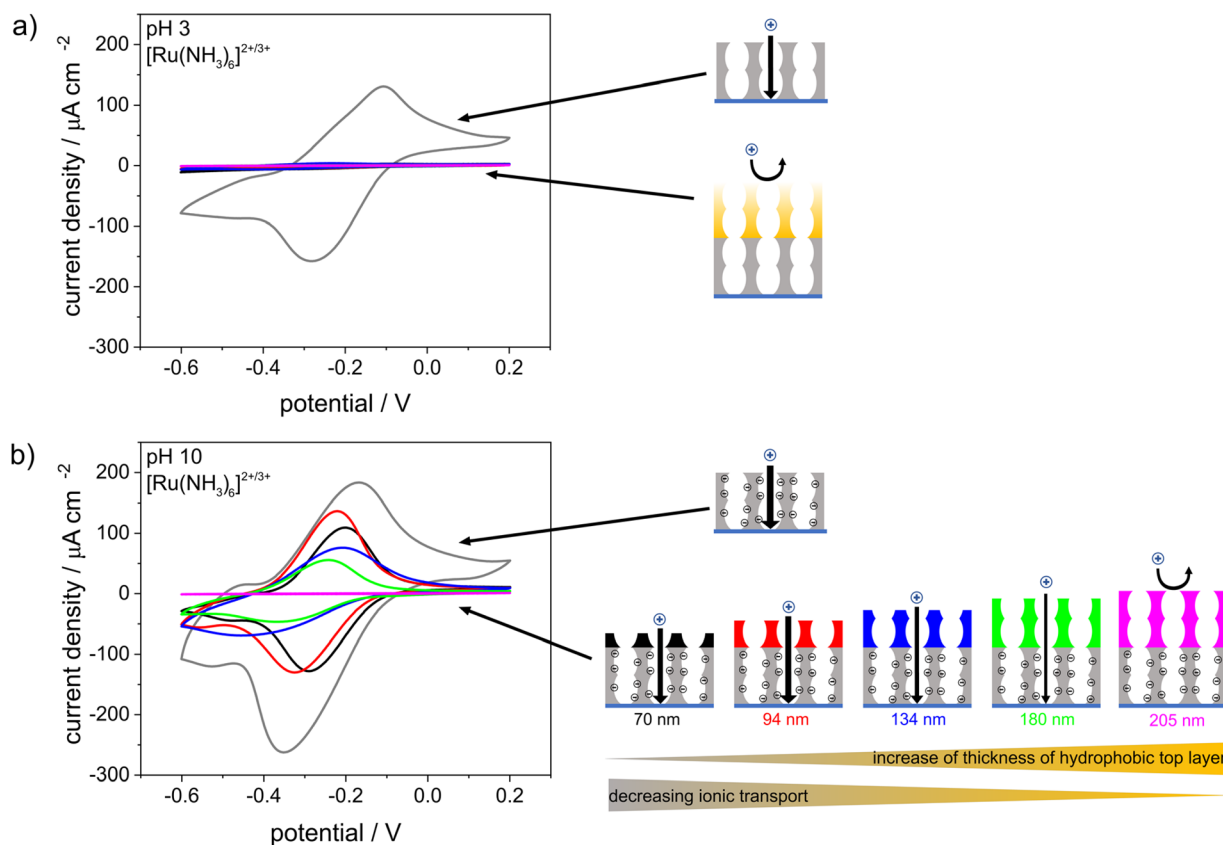 a)
pH 3
[Ru(NH₃)₆]²⁺/³⁺
200
100
0
-100
-200
-300
-0.6 -0.4 -0.2 0.0 0.2
current density / µA cm ⁻²
potential / V
+
+
b)
pH 10
[Ru(NH₃)₆]²⁺/³⁺
200
100
0
-100
-200
-300
-0.6 -0.4 -0.2 0.0 0.2
current density / µA cm ⁻²
potential / V
70 nm 94 nm 134 nm 180 nm 205 nm
increase of thickness of hydrophobic top layer
decreasing ionic transport